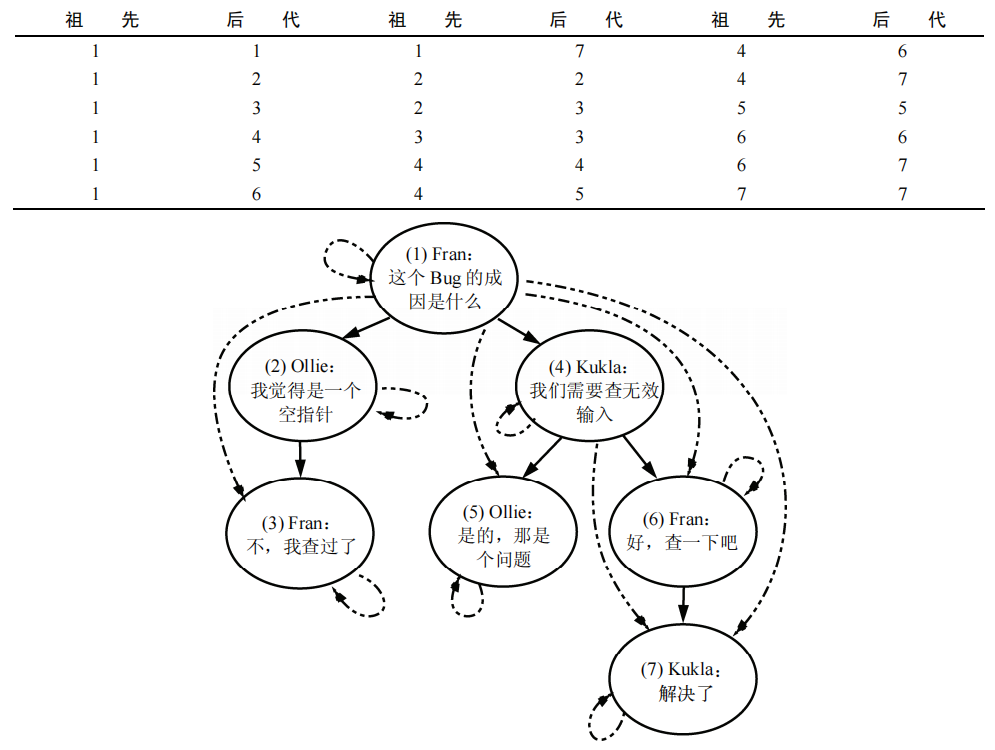 祖 先 后 代 祖 先 后 代 祖 先 后 代
1 1 1 7 4 6
1 2 2 2 4 7
1 3 2 3 5 5
1 4 3 3 6 6
1 5 4 4 6 7
1 6 4 5 7 7
(1) Fran：
这个 Bug 的成
因是什么
(2) Ollie：
我觉得是一个
空指针
(4) Kukla：
我们需要查无效
输入
(3) Fran：
不，我查过了
(5) Ollie：
是的，那是
个问题
(6) Fran：
好，查一下吧
(7) Kukla：
解决了